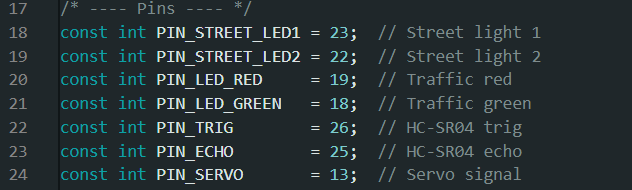 17 /* ---- Pins ---- */
18 const int PIN_STREET_LED1 = 23;  // Street light 1
19 const int PIN_STREET_LED2 = 22;  // Street light 2
20 const int PIN_LED_RED     = 19;  // Traffic red
21 const int PIN_LED_GREEN   = 18;  // Traffic green
22 const int PIN_TRIG        = 26;  // HC-SR04 trig
23 const int PIN_ECHO        = 25;  // HC-SR04 echo
24 const int PIN_SERVO       = 13;  // Servo signal